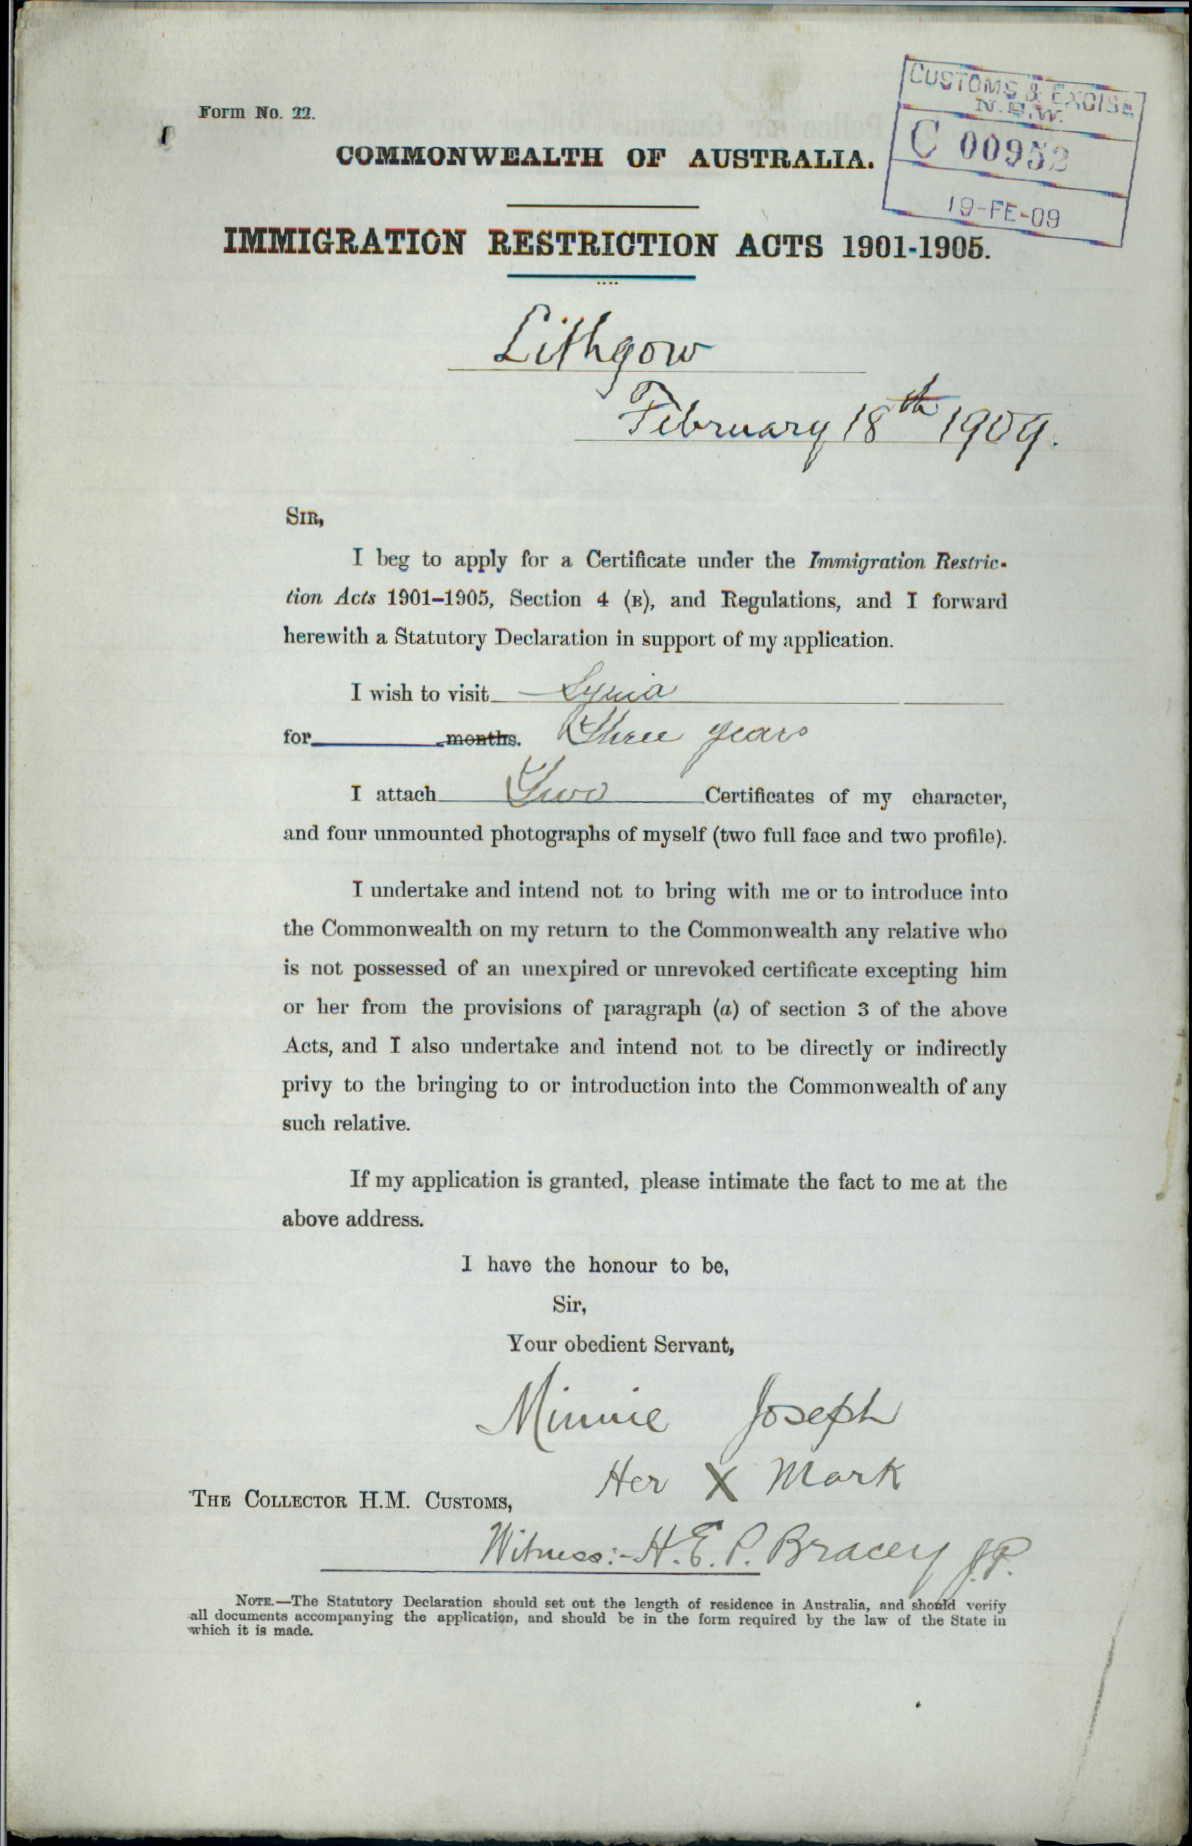 Form No. 22.
CUSTOMS & EXCISE
N.S.W.
C 00952
19-FE-09
COMMONWEALTH OF AUSTRALIA.
IMMIGRATION RESTRICTION ACTS 1901-1905.
Lithgow
February 18th 1909.
SIR,
I beg to apply for a Certificate under the Immigration Restric-
tion Acts 1901–1905, Section 4 (B), and Regulations, and I forward
herewith a Statutory Declaration in support of my application.
I wish to visit Syria
for months. Three years
I attach Two Certificates of my character,
and four unmounted photographs of myself (two full face and two profile).
I undertake and intend not to bring with me or to introduce into
the Commonwealth on my return to the Commonwealth any relative who
is not possessed of an unexpired or unrevoked certificate excepting him
or her from the provisions of paragraph (a) of section 3 of the above
Acts, and I also undertake and intend not to be directly or indirectly
privy to the bringing to or introduction into the Commonwealth of any
such relative.
If my application is granted, please intimate the fact to me at the
above address.
I have the honour to be,
Sir,
Your obedient Servant,
Minnie Joseph
Her X Mark
THE COLLECTOR H.M. CUSTOMS,
Witness:- H. E. P. Bracey J.P.
NOTE.—The Statutory Declaration should set out the length of residence in Australia, and should verify
all documents accompanying the application, and should be in the form required by the law of the State in
which it is made.